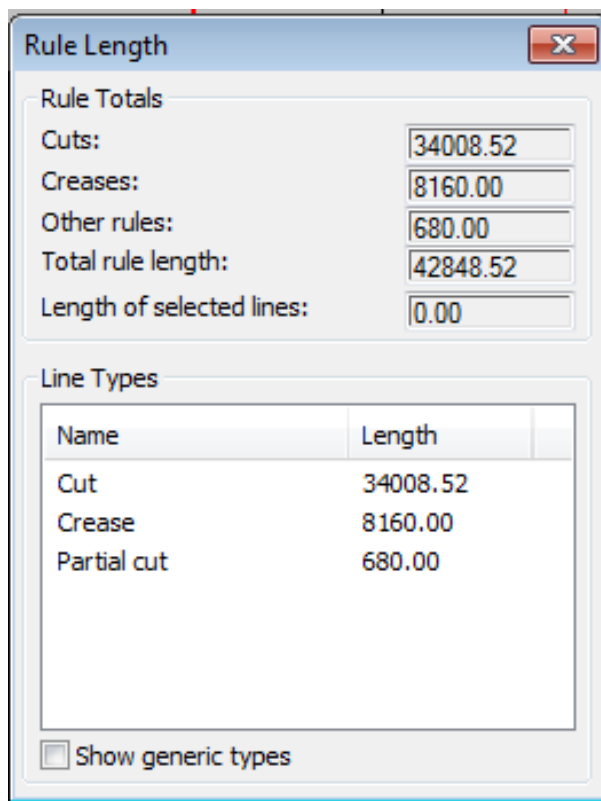 Rule Length
Rule Totals
Cuts: 34008.52
Creases: 8160.00
Other rules: 680.00
Total rule length: 42848.52
Length of selected lines: 0.00
Line Types
Name Length
Cut 34008.52
Crease 8160.00
Partial cut 680.00
Show generic types